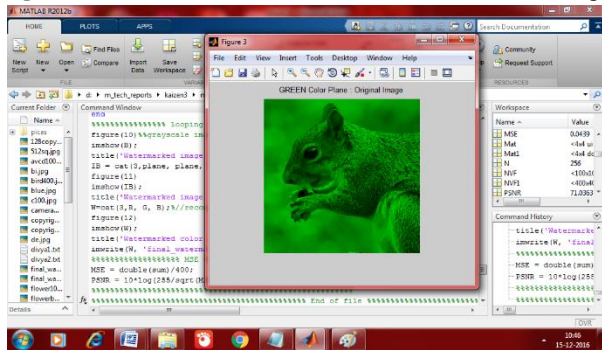 MATLAB R2012b
HOME
PLOTS
APPS
Search Documentation
New
Script
New
Open
Find Files
Compare
Import
Data
Save
Workspace
FILE
Community
Request Support
RESOURCES
Figure 3
File Edit View Insert Tools Desktop Window Help
GREEN Color Plane : Original Image
d: ▸ m_tech_reports ▸ kaizen3 ▸
Current Folder
Name
picas
128copy...
512sq.jpg
avcd100...
bi.jpg
bird400.j...
blue.jpg
c100.jpg
camera...
copyrig...
copyrig...
de.jpg
divya1.txt
divya2.txt
final_wa...
final_wa...
flower10...
flowerb...
Details
Command Window
end
%%%%%%%%%%%%%%% looping
figure(10)%%grayscale im
imshow(B);
title('Watermarked image
IB = cat(3,plane, plane,
figure(11)
imshow(IB);
title('Watermarked image
W=cat(3,R, G, B);%//reco
figure(12)
imshow(W);
title('Watermarked color
imwrite(W, 'final_waterm
MSE
MSE = double(sum)/400;
PSNR = 10*log(255/sqrt(M
End of file
Workspace
Name
Value
MSE 0.0439
Mat <4x4
Mat1 <4x4
N 256
NVF <100x1
NVF1 <400x4
PSNR 71.0363
Command History
title('Watermarke
imwrite(W, 'final
MSE = double(sum)
PSNR = 10*log(255
OVR
10:46
15-12-2016